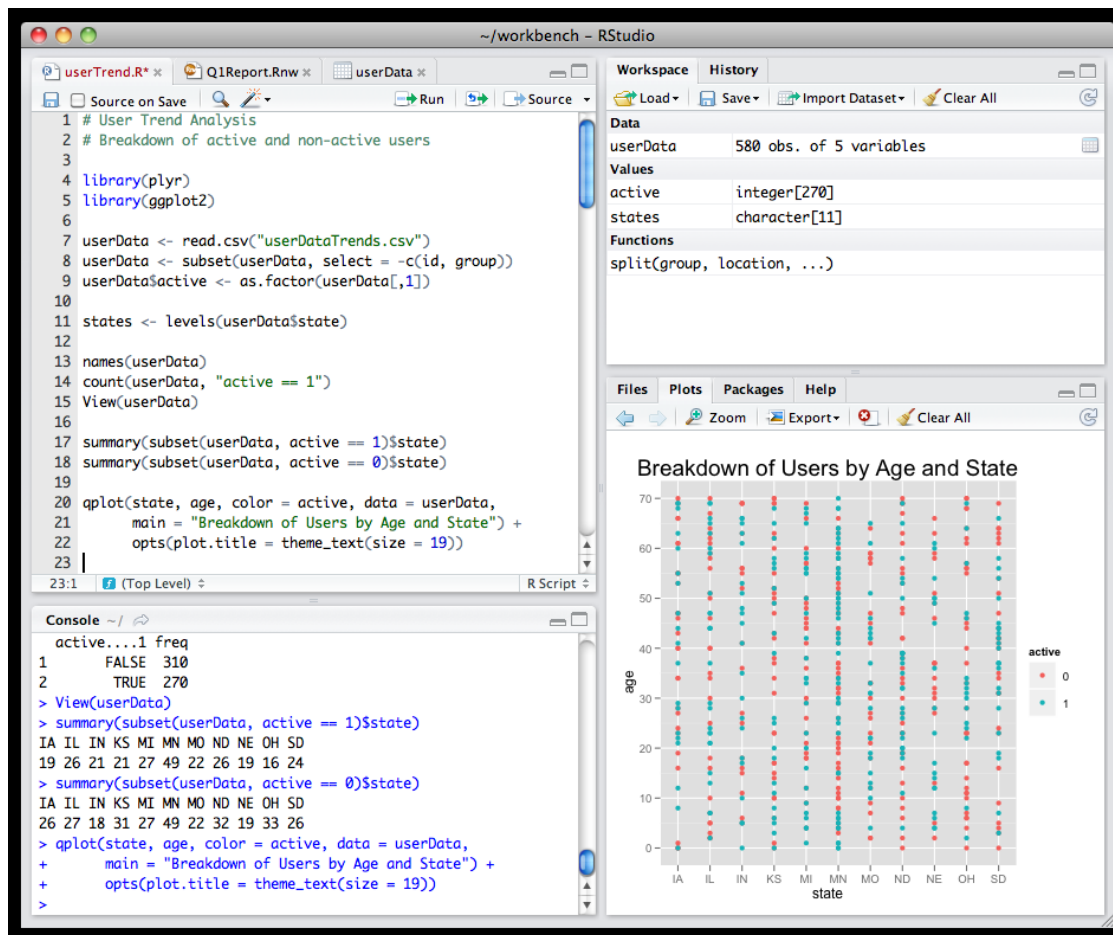 ~/workbench – RStudio
userTrend.R* × Q1Report.Rnw × userData ×
Source on Save Run Source
1 # User Trend Analysis
2 # Breakdown of active and non-active users
3
4 library(plyr)
5 library(ggplot2)
6
7 userData <- read.csv("userDataTrends.csv")
8 userData <- subset(userData, select = -c(id, group))
9 userData$active <- as.factor(userData[,1])
10
11 states <- levels(userData$state)
12
13 names(userData)
14 count(userData, "active == 1")
15 View(userData)
16
17 summary(subset(userData, active == 1)$state)
18 summary(subset(userData, active == 0)$state)
19
20 qplot(state, age, color = active, data = userData,
21       main = "Breakdown of Users by Age and State") +
22       opts(plot.title = theme_text(size = 19))
23
23:1 (Top Level) R Script
Console ~/
  active....1 freq
1       FALSE  310
2        TRUE  270
> View(userData)
> summary(subset(userData, active == 1)$state)
IA IL IN KS MI MN MO ND NE OH SD
19 26 21 21 27 49 22 26 19 16 24
> summary(subset(userData, active == 0)$state)
IA IL IN KS MI MN MO ND NE OH SD
26 27 18 31 27 49 22 32 19 33 26
> qplot(state, age, color = active, data = userData,
+       main = "Breakdown of Users by Age and State") +
+       opts(plot.title = theme_text(size = 19))
>
Workspace History
Load Save Import Dataset Clear All
Data
userData 580 obs. of 5 variables
Values
active integer[270]
states character[11]
Functions
split(group, location, ...)
Files Plots Packages Help
Zoom Export Clear All
Breakdown of Users by Age and State
70
60
50
40
30
20
10
0
age
IA IL IN KS MI MN MO ND NE OH SD
state
active
0
1